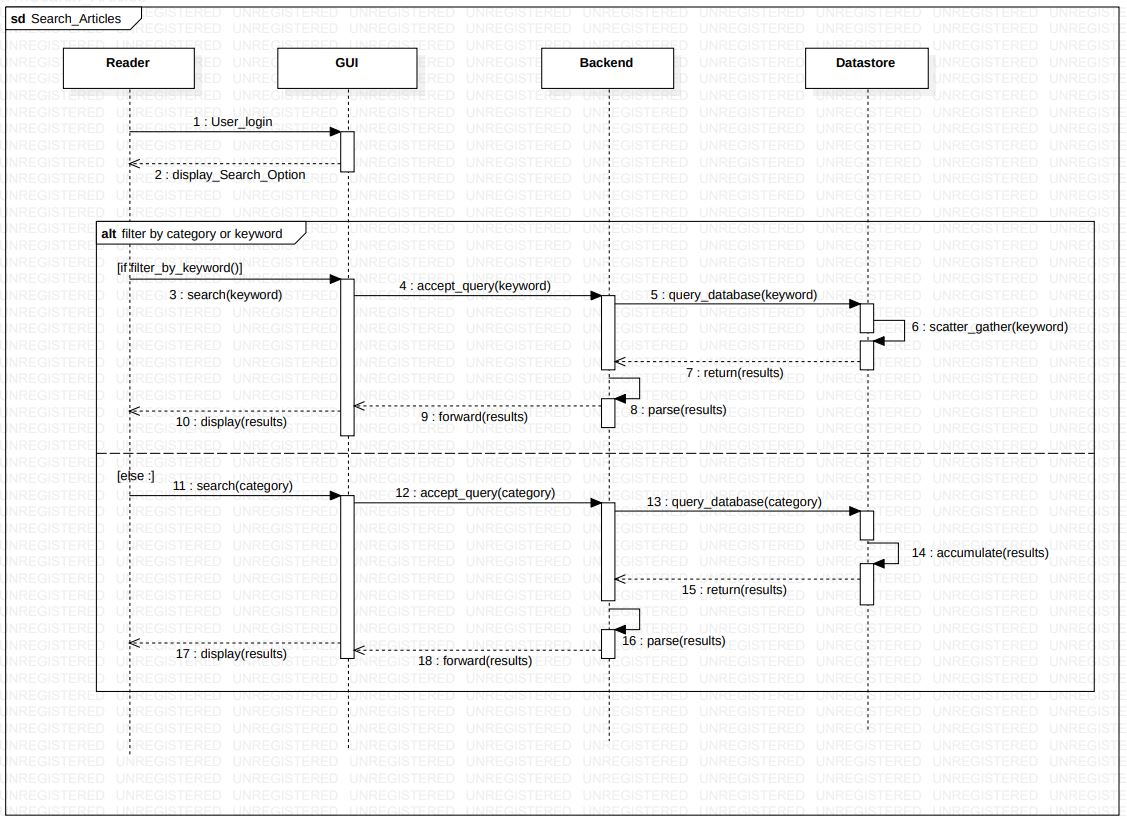 sd Search_Articles
Reader
GUI
Backend
Datastore
1 : User_login
2 : display_Search_Option
alt filter by category or keyword
[if filter_by_keyword()]
3 : search(keyword)
4 : accept_query(keyword)
5 : query_database(keyword)
6 : scatter_gather(keyword)
7 : return(results)
8 : parse(results)
9 : forward(results)
10 : display(results)
[else :]
11 : search(category)
12 : accept_query(category)
13 : query_database(category)
14 : accumulate(results)
15 : return(results)
16 : parse(results)
17 : display(results)
18 : forward(results)
UNREGISTERED